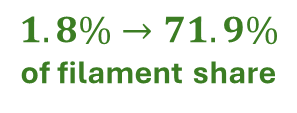 1.8% → 71.9%
of filament share